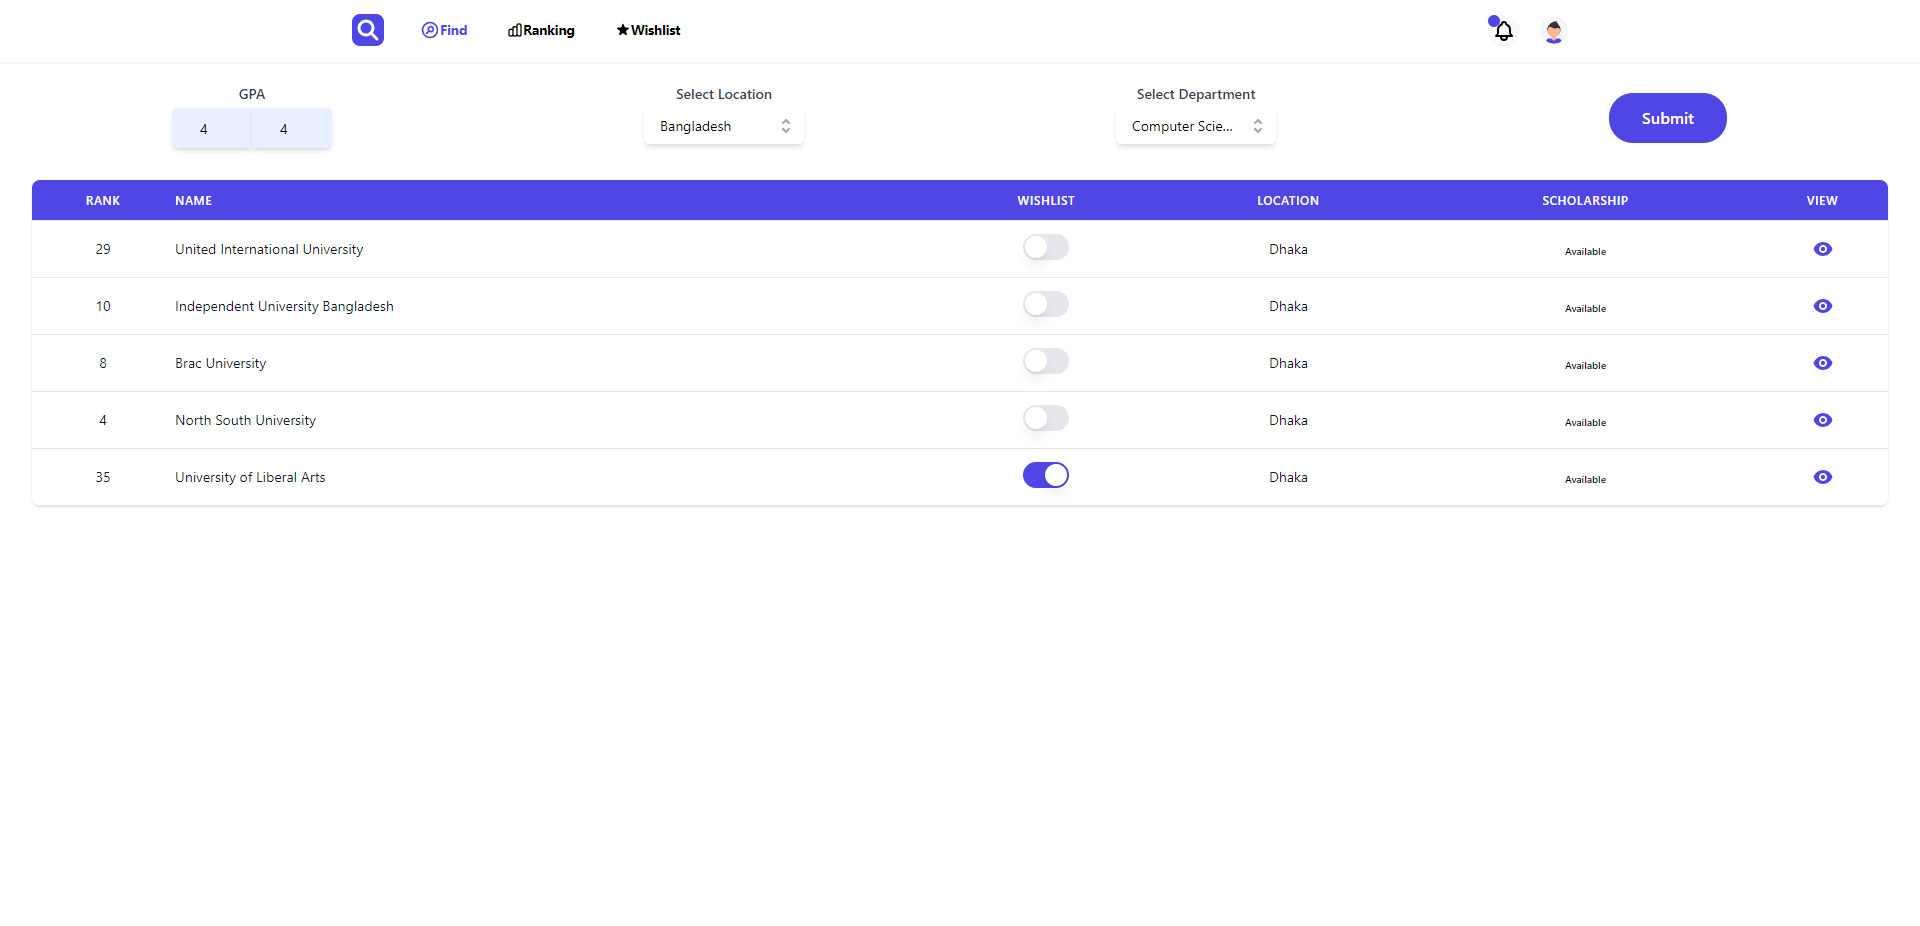 Find Ranking Wishlist
GPA Select Location Select Department
4 4 Bangladesh Computer Scie... Submit
RANK NAME WISHLIST LOCATION SCHOLARSHIP VIEW
29 United International University Dhaka Available
10 Independent University Bangladesh Dhaka Available
8 Brac University Dhaka Available
4 North South University Dhaka Available
35 University of Liberal Arts Dhaka Available